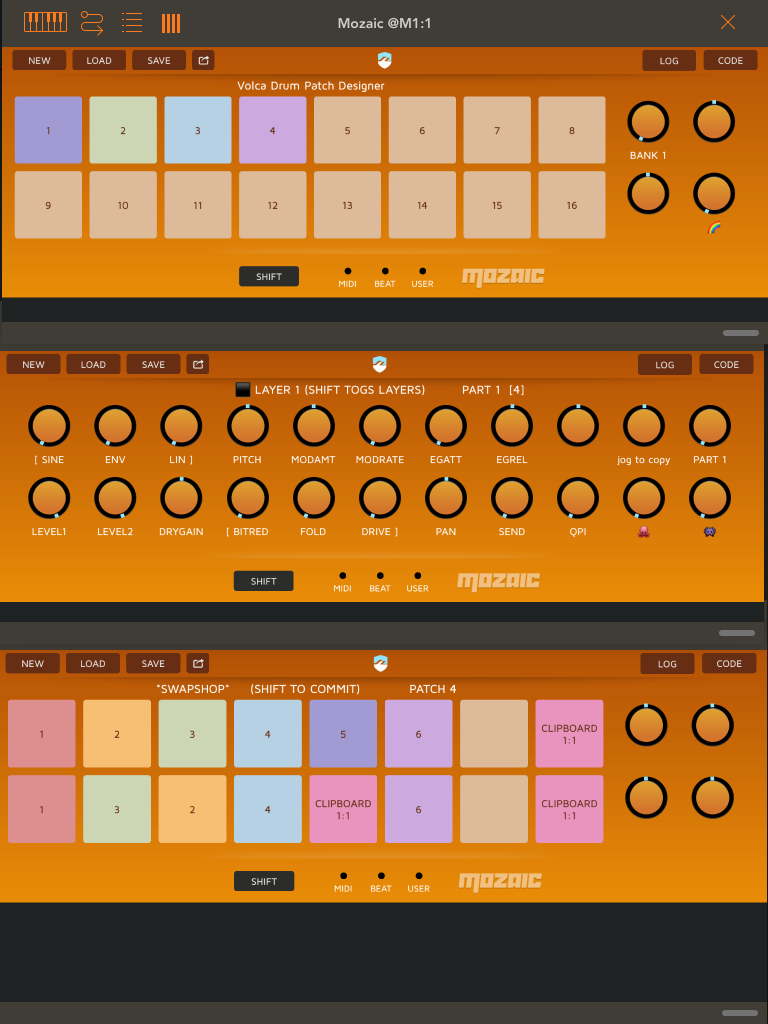 Mozaic @M1:1
NEW LOAD SAVE LOG CODE
Volca Drum Patch Designer
1 2 3 4 5 6 7 8
BANK 1
9 10 11 12 13 14 15 16
SHIFT MIDI BEAT USER MOZAIC
NEW LOAD SAVE LOG CODE
LAYER 1 (SHIFT TOGS LAYERS) PART 1 [4]
[ SINE ENV LIN ] PITCH MODAMT MODRATE EGATT EGREL jog to copy PART 1
LEVEL1 LEVEL2 DRYGAIN [ BITRED FOLD DRIVE ] PAN SEND QPI
SHIFT MIDI BEAT USER MOZAIC
NEW LOAD SAVE LOG CODE
*SWAPSHOP* (SHIFT TO COMMIT) PATCH 4
1 2 3 4 5 6 CLIPBOARD 1:1
1 3 2 4 CLIPBOARD 1:1 6 CLIPBOARD 1:1
SHIFT MIDI BEAT USER MOZAIC